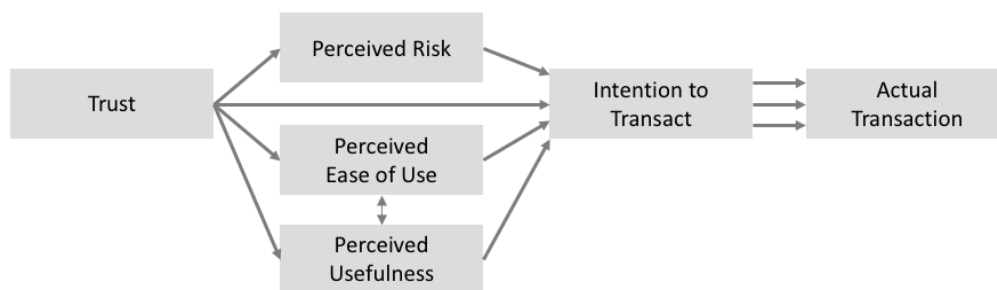 Perceived Risk
Trust
Intention to
Transact
Actual
Transaction
Perceived
Ease of Use
Perceived
Usefulness